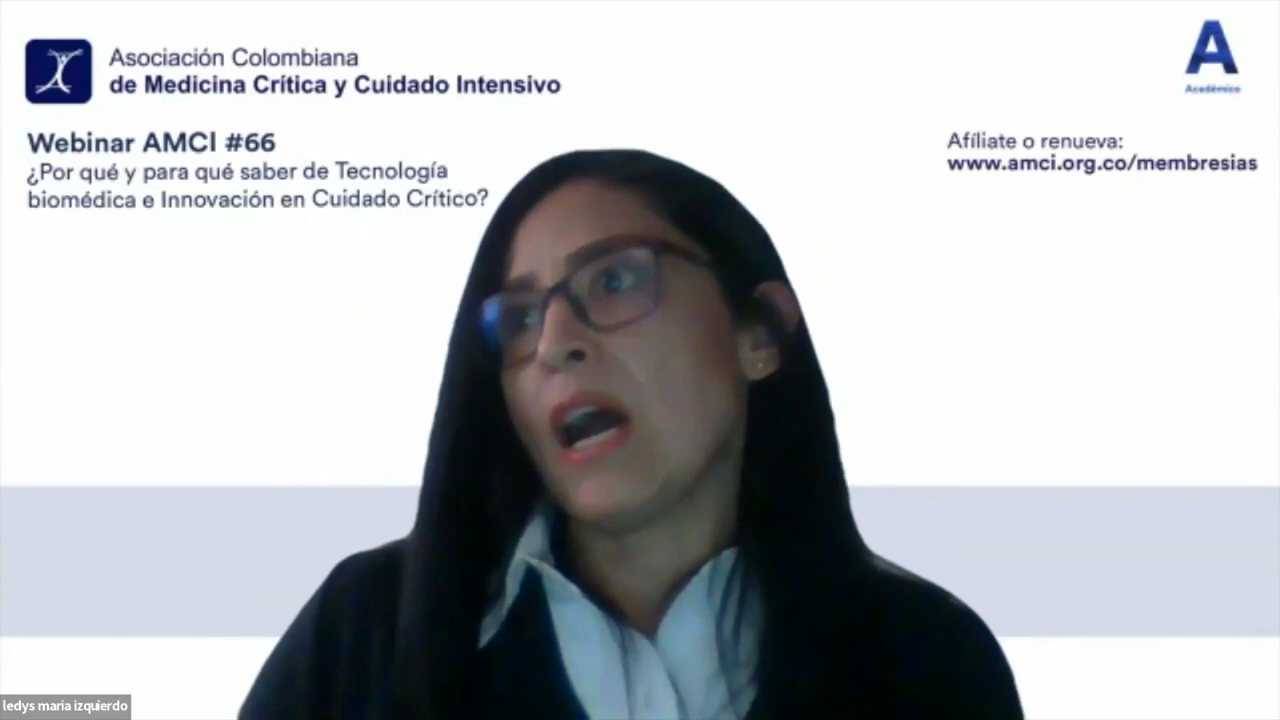 Asociación Colombiana
de Medicina Crítica y Cuidado Intensivo
Académico
Webinar AMCI #66
¿Por qué y para qué saber de Tecnología
biomédica e Innovación en Cuidado Crítico?
Afíliate o renueva:
www.amci.org.co/membresias
ledys maria izquierdo